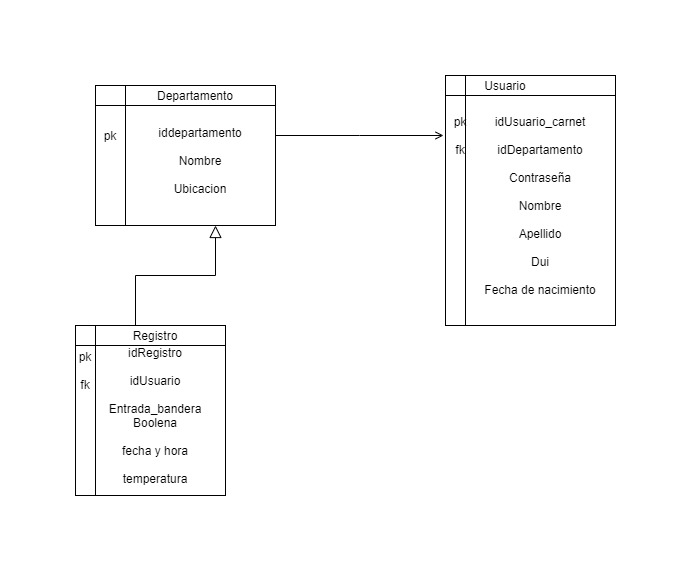 Departamento
pk
iddepartamento
Nombre
Ubicacion
Usuario
pk
idUsuario_carnet
fk
idDepartamento
Contraseña
Nombre
Apellido
Dui
Fecha de nacimiento
Registro
pk
idRegistro
fk
idUsuario
Entrada_bandera
Boolena
fecha y hora
temperatura